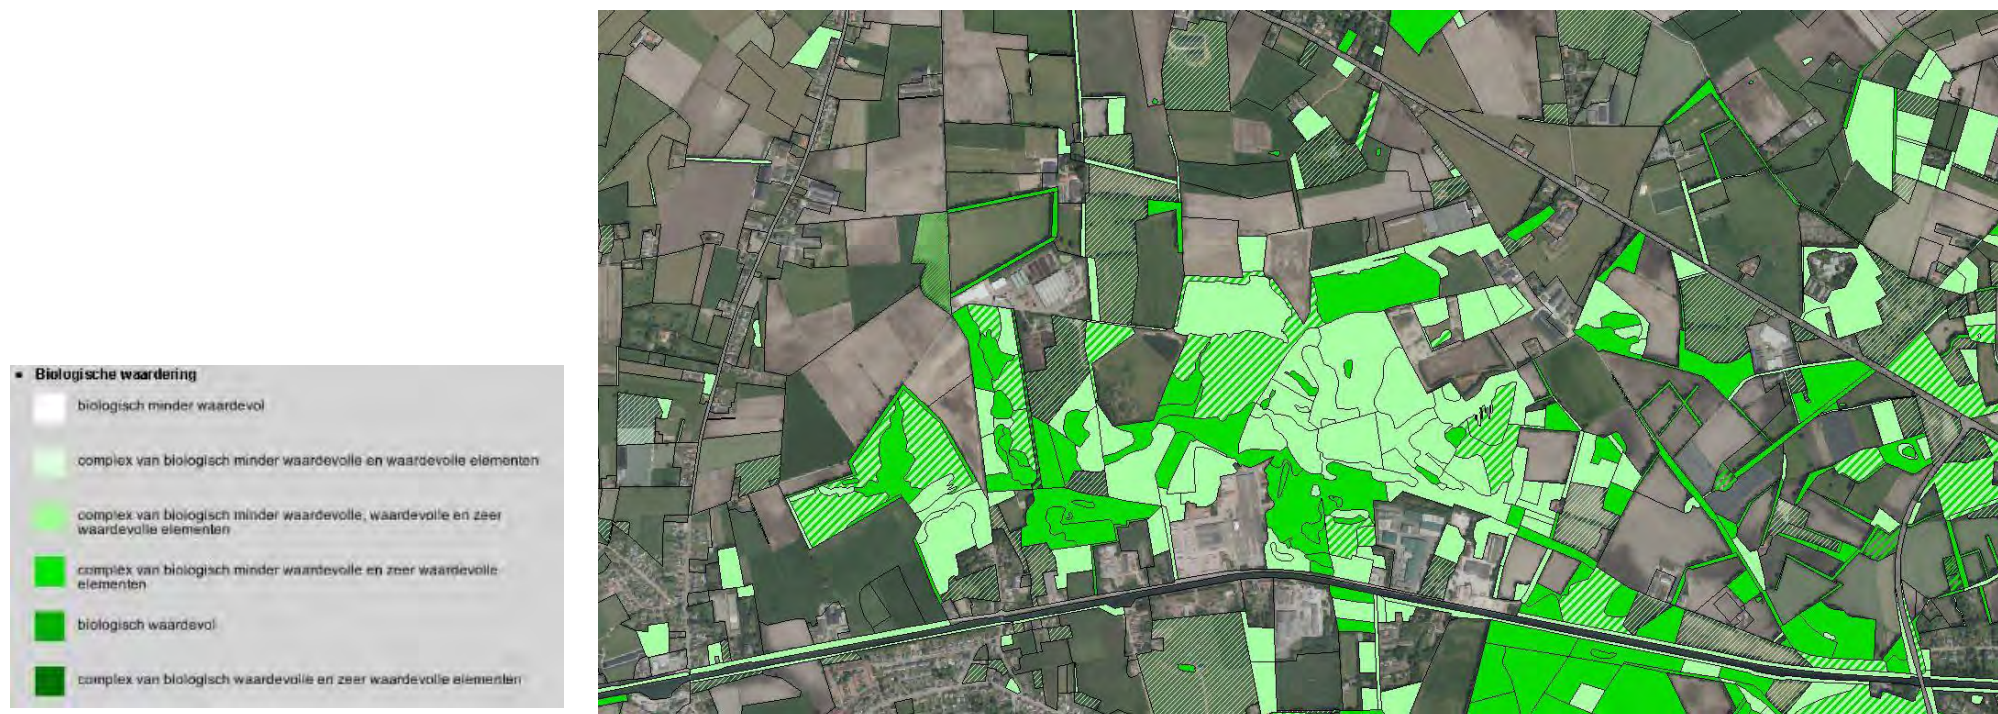 Biologische waardering
biologisch minder waardevol
complex van biologisch minder waardevolle en waardevolle elementen
complex van biologisch minder waardevolle, waardevolle en zeer
waardevolle elementen
complex van biologisch minder waardevolle en zeer waardevolle
elementen
biologisch waardevol
complex van biologisch waardevolle en zeer waardevolle elementen